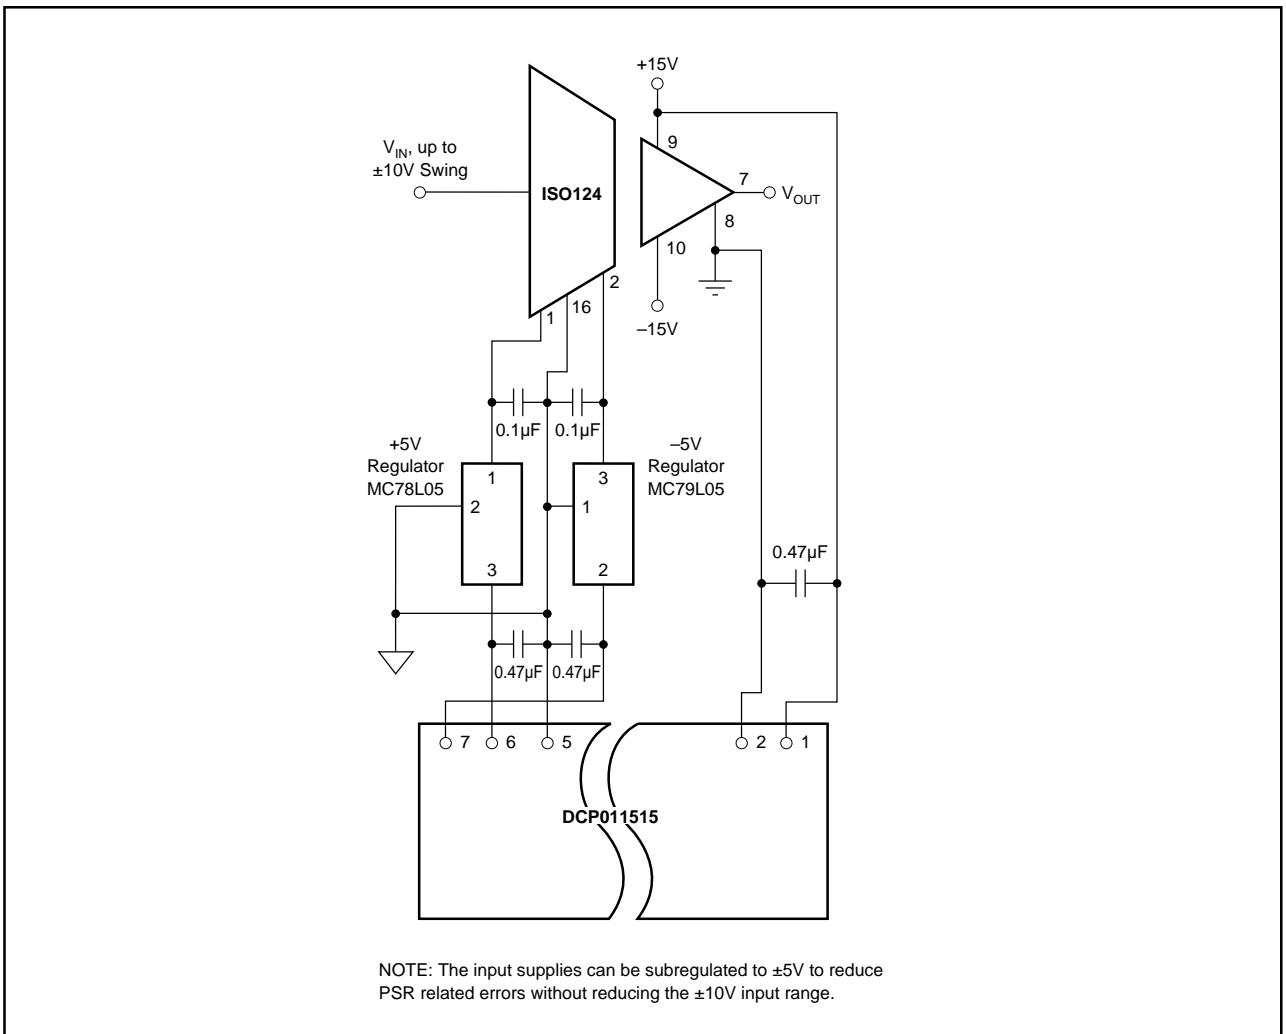 +15V
9
V_IN, up to
±10V Swing
ISO124
7
V_OUT
8
10
2
16
1
–15V
0.1µF
0.1µF
+5V
Regulator
MC78L05
–5V
Regulator
MC79L05
1
2
3
3
1
2
0.47µF
0.47µF
0.47µF
7
6
5
2
1
DCP011515
NOTE: The input supplies can be subregulated to ±5V to reduce
PSR related errors without reducing the ±10V input range.